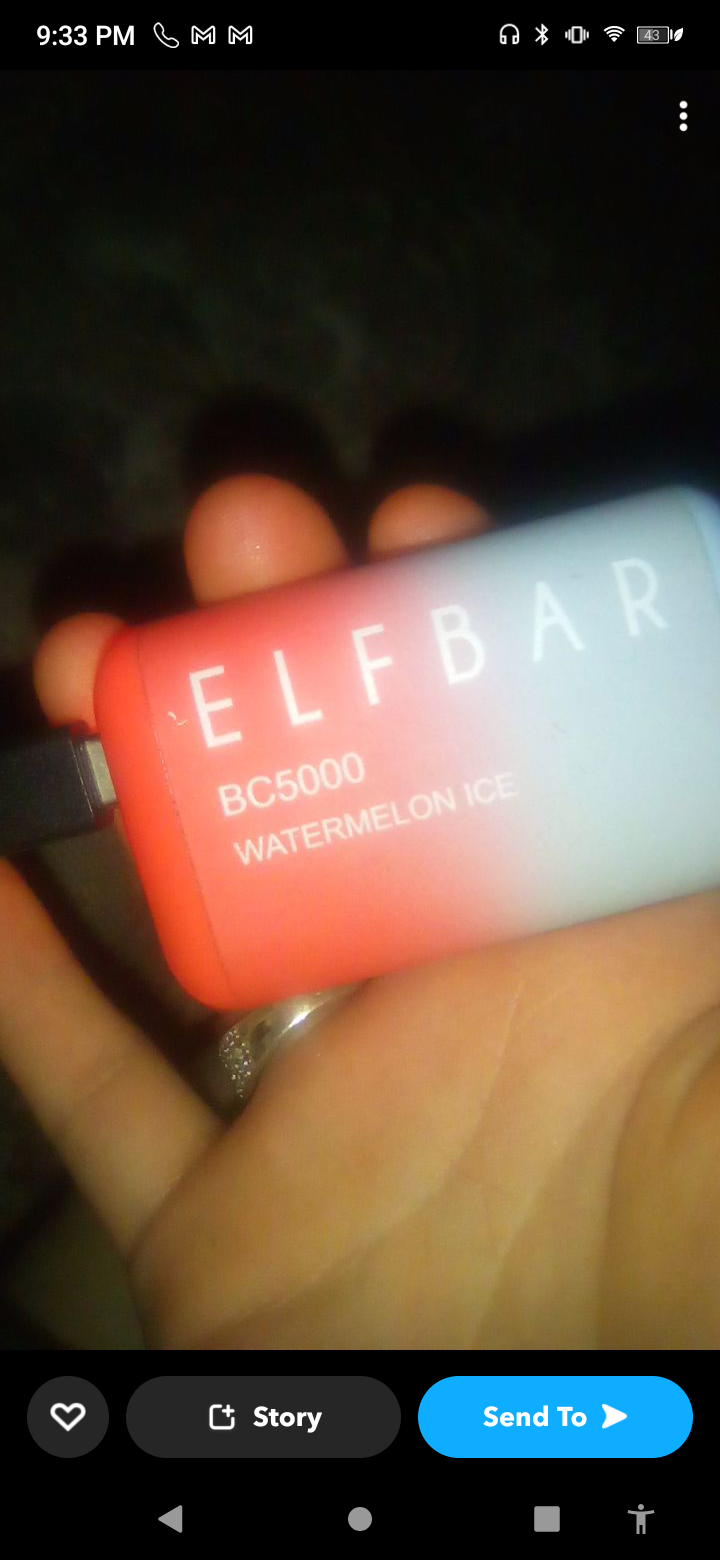 9:33 PM
43
ELFBAR
BC5000
WATERMELON ICE
Story
Send To